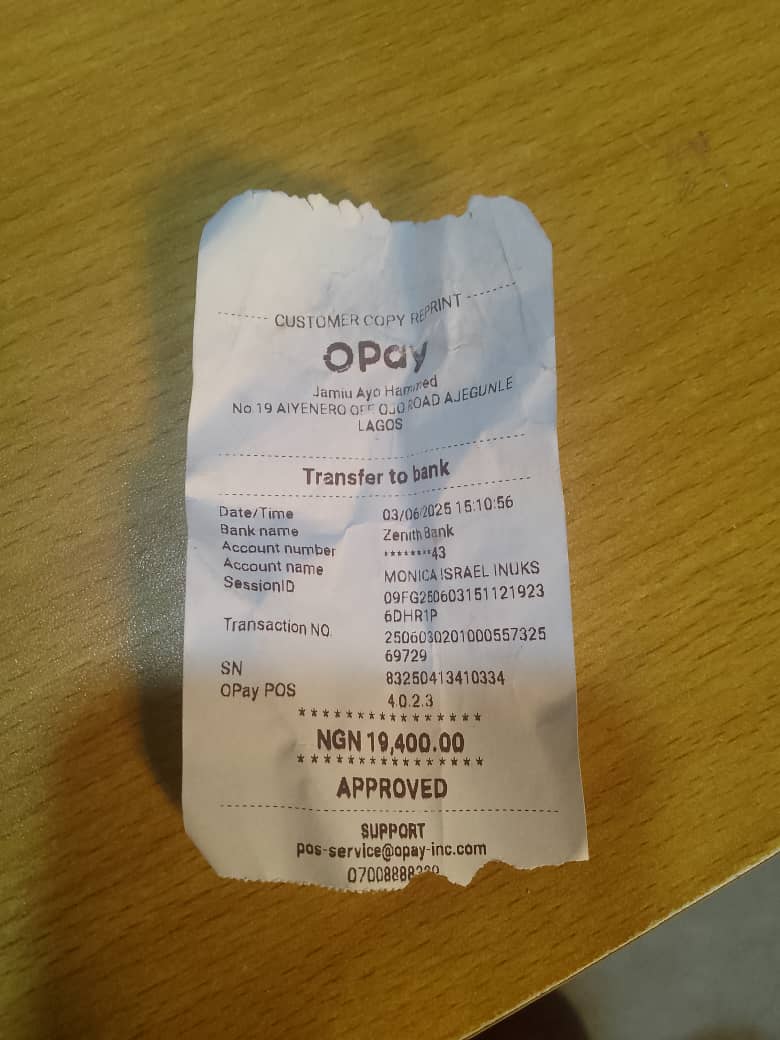 CUSTOMER COPY REPRINT
OPay
Jamiu Ayo Hammed
No 19 AIYENERO OFF OJO ROAD AJEGUNLE
LAGOS
Transfer to bank
Date/Time 03/06/2025 15:10:56
Bank name Zenith Bank
Account number ********43
Account name MONICA ISRAEL INUKS
SessionID 09FG250603151121923
6DHR1P
Transaction NO. 2506030201000557325
69729
SN 83250413410334
OPay POS 4.0.2.3
****************
NGN 19,400.00
****************
APPROVED
SUPPORT
pos-service@opay-inc.com